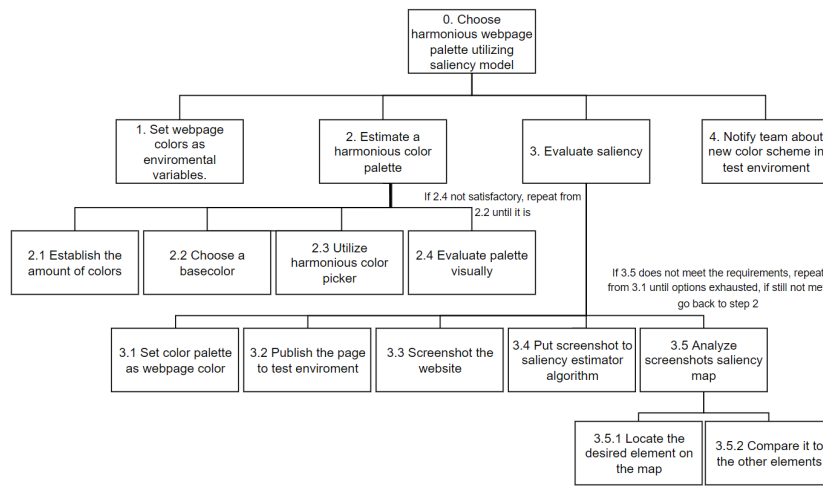 0. Choose
harmonious webpage
palette utilizing
saliency model
1. Set webpage
colors as
enviromental
variables.
2. Estimate a
harmonious color
palette
3. Evaluate saliency
4. Notify team about
new color scheme in
test enviroment
If 2.4 not satisfactory, repeat from
2.2 until it is
2.1 Establish the
amount of colors
2.2 Choose a
basecolor
2.3 Utilize
harmonious color
picker
2.4 Evaluate palette
visually
If 3.5 does not meet the requirements, repeat
from 3.1 until options exhausted, if still not me
go back to step 2
3.1 Set color palette
as webpage color
3.2 Publish the page
to test enviroment
3.3 Screenshot the
website
3.4 Put screenshot to
saliency estimator
algorithm
3.5 Analyze
screenshots saliency
map
3.5.1 Locate the
desired element on
the map
3.5.2 Compare it to
the other elements